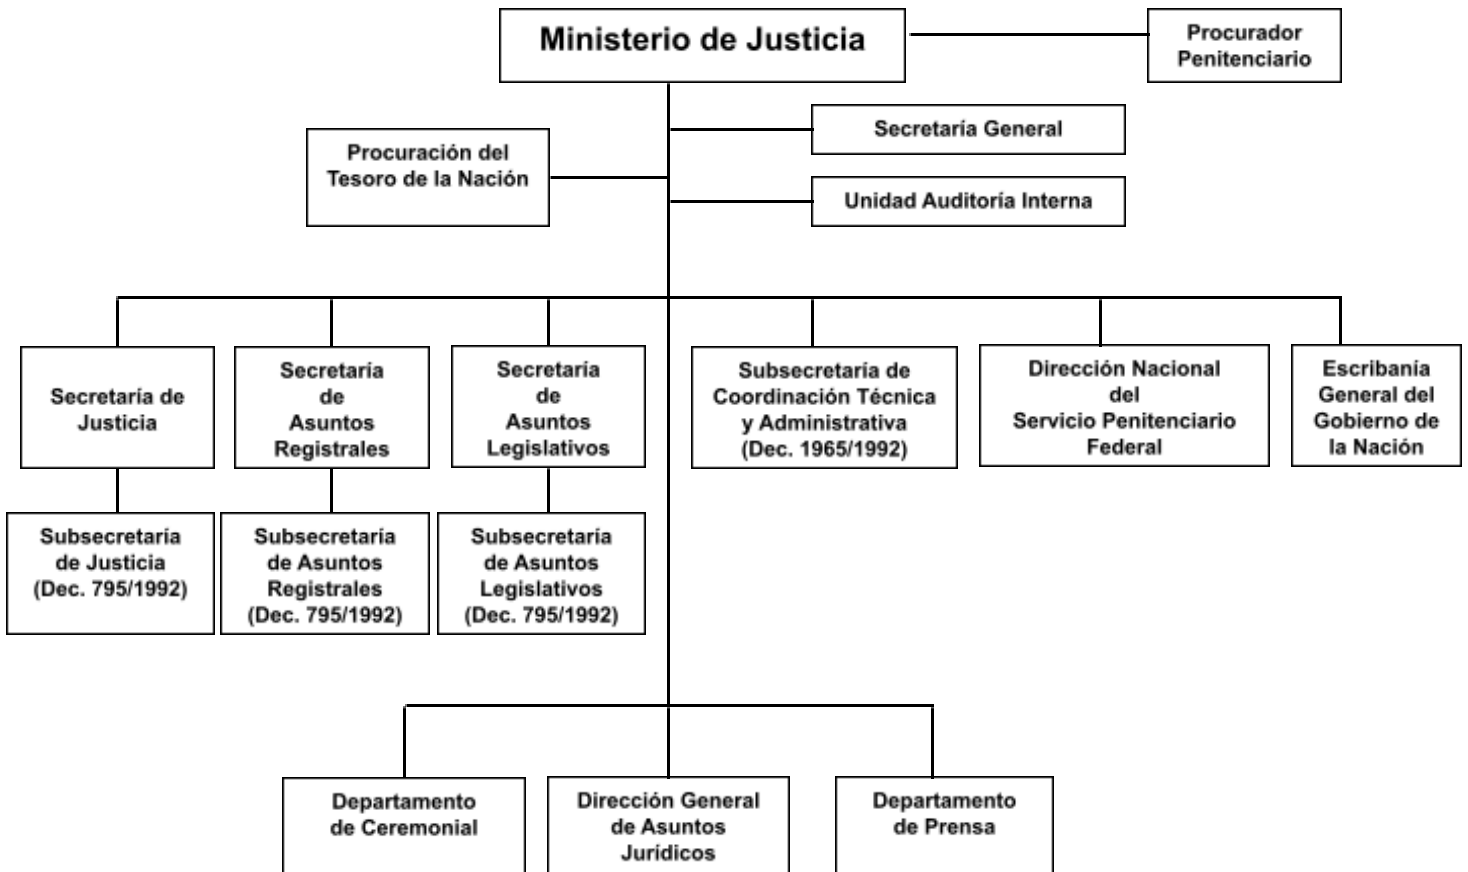 Ministerio de Justicia
Procurador
Penitenciario
Secretaría General
Procuración del
Tesoro de la Nación
Unidad Auditoría Interna
Secretaría de
Justicia
Secretaría
de
Asuntos
Registrales
Secretaría
de
Asuntos
Legislativos
Subsecretaría de
Coordinación Técnica
y Administrativa
(Dec. 1965/1992)
Dirección Nacional
del
Servicio Penitenciario
Federal
Escribanía
General del
Gobierno de
la Nación
Subsecretaría
de Justicia
(Dec. 795/1992)
Subsecretaría
de Asuntos
Registrales
(Dec. 795/1992)
Subsecretaría
de Asuntos
Legislativos
(Dec. 795/1992)
Departamento
de Ceremonial
Dirección General
de Asuntos
Jurídicos
Departamento
de Prensa